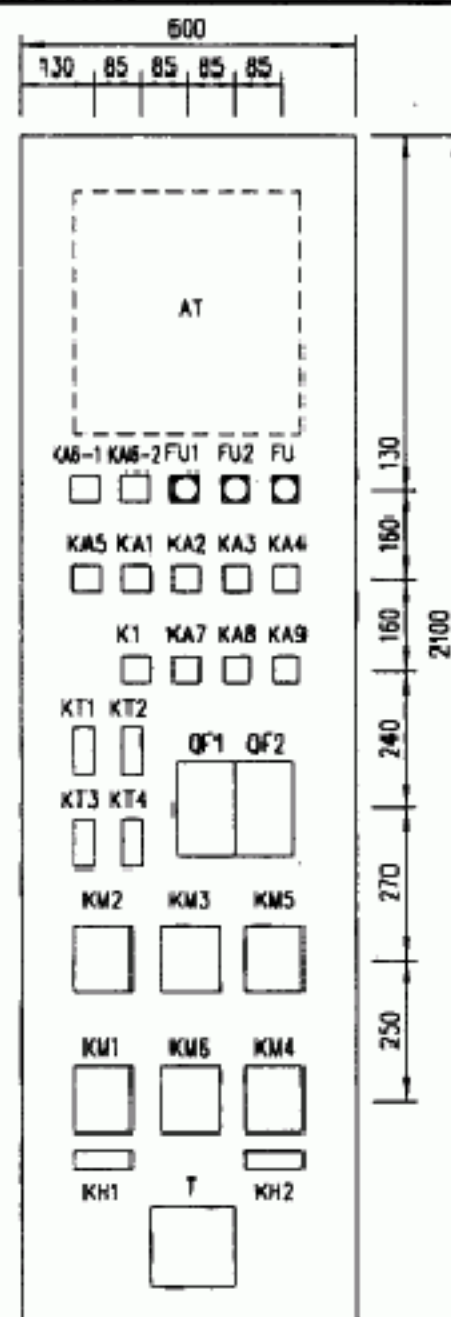 600
130 85 85 85 85
AT
KA6-1 KA6-2 FU1 FU2 FU
130
KA5 KA1 KA2 KA3 KA4
160
K1 KA7 KA8 KA9
160
2100
KT1 KT2
QF1 QF2
240
KT3 KT4
270
KM2 KM3 KM5
250
KM1 KM6 KM4
KH1 T KH2